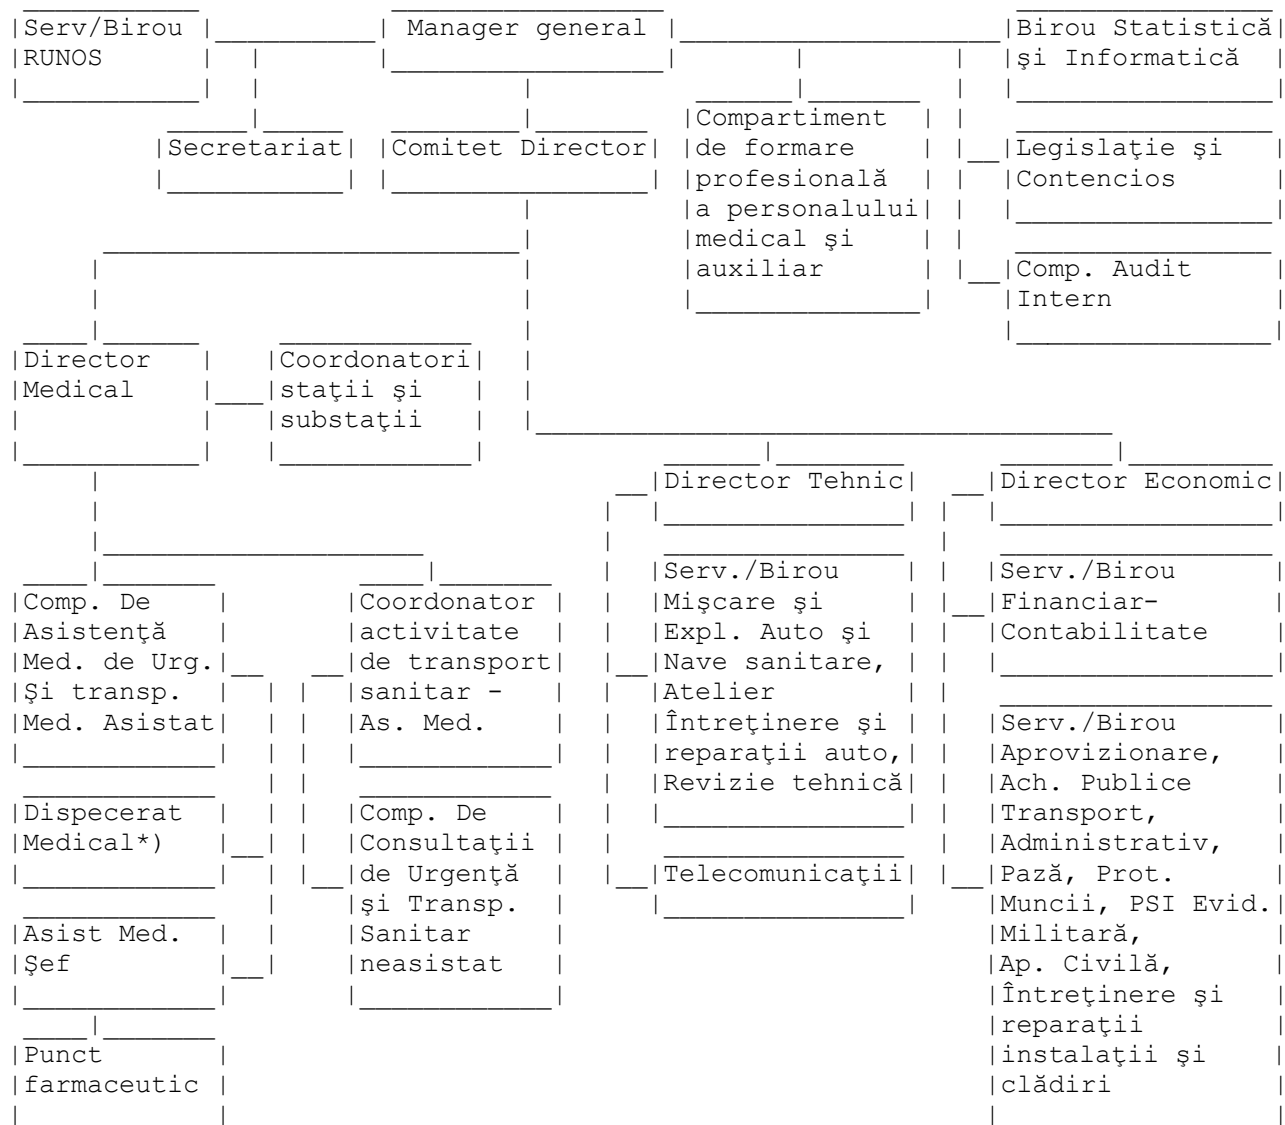 Serv/Birou
RUNOS
Manager general
Birou Statistică
şi Informatică
Secretariat
Comitet Director
Compartiment
de formare
profesională
a personalului
medical şi
auxiliar
Legislaţie şi
Contencios
Comp. Audit
Intern
Director
Medical
Coordonatori
staţii şi
substaţii
Director Tehnic
Director Economic
Comp. De
Asistenţă
Med. de Urg.
Şi transp.
Med. Asistat
Coordonator
activitate
de transport
sanitar -
As. Med.
Serv./Birou
Mişcare şi
Expl. Auto şi
Nave sanitare,
Atelier
Întreţinere şi
reparaţii auto,
Revizie tehnică
Serv./Birou
Financiar-
Contabilitate
Dispecerat
Medical*)
Comp. De
Consultaţii
de Urgenţă
şi Transp.
Sanitar
neasistat
Telecomunicaţii
Serv./Birou
Aprovizionare,
Ach. Publice
Transport,
Administrativ,
Pază, Prot.
Muncii, PSI Evid.
Militară,
Ap. Civilă,
Întreţinere şi
reparaţii
instalaţii şi
clădiri
Asist Med.
Şef
Punct
farmaceutic